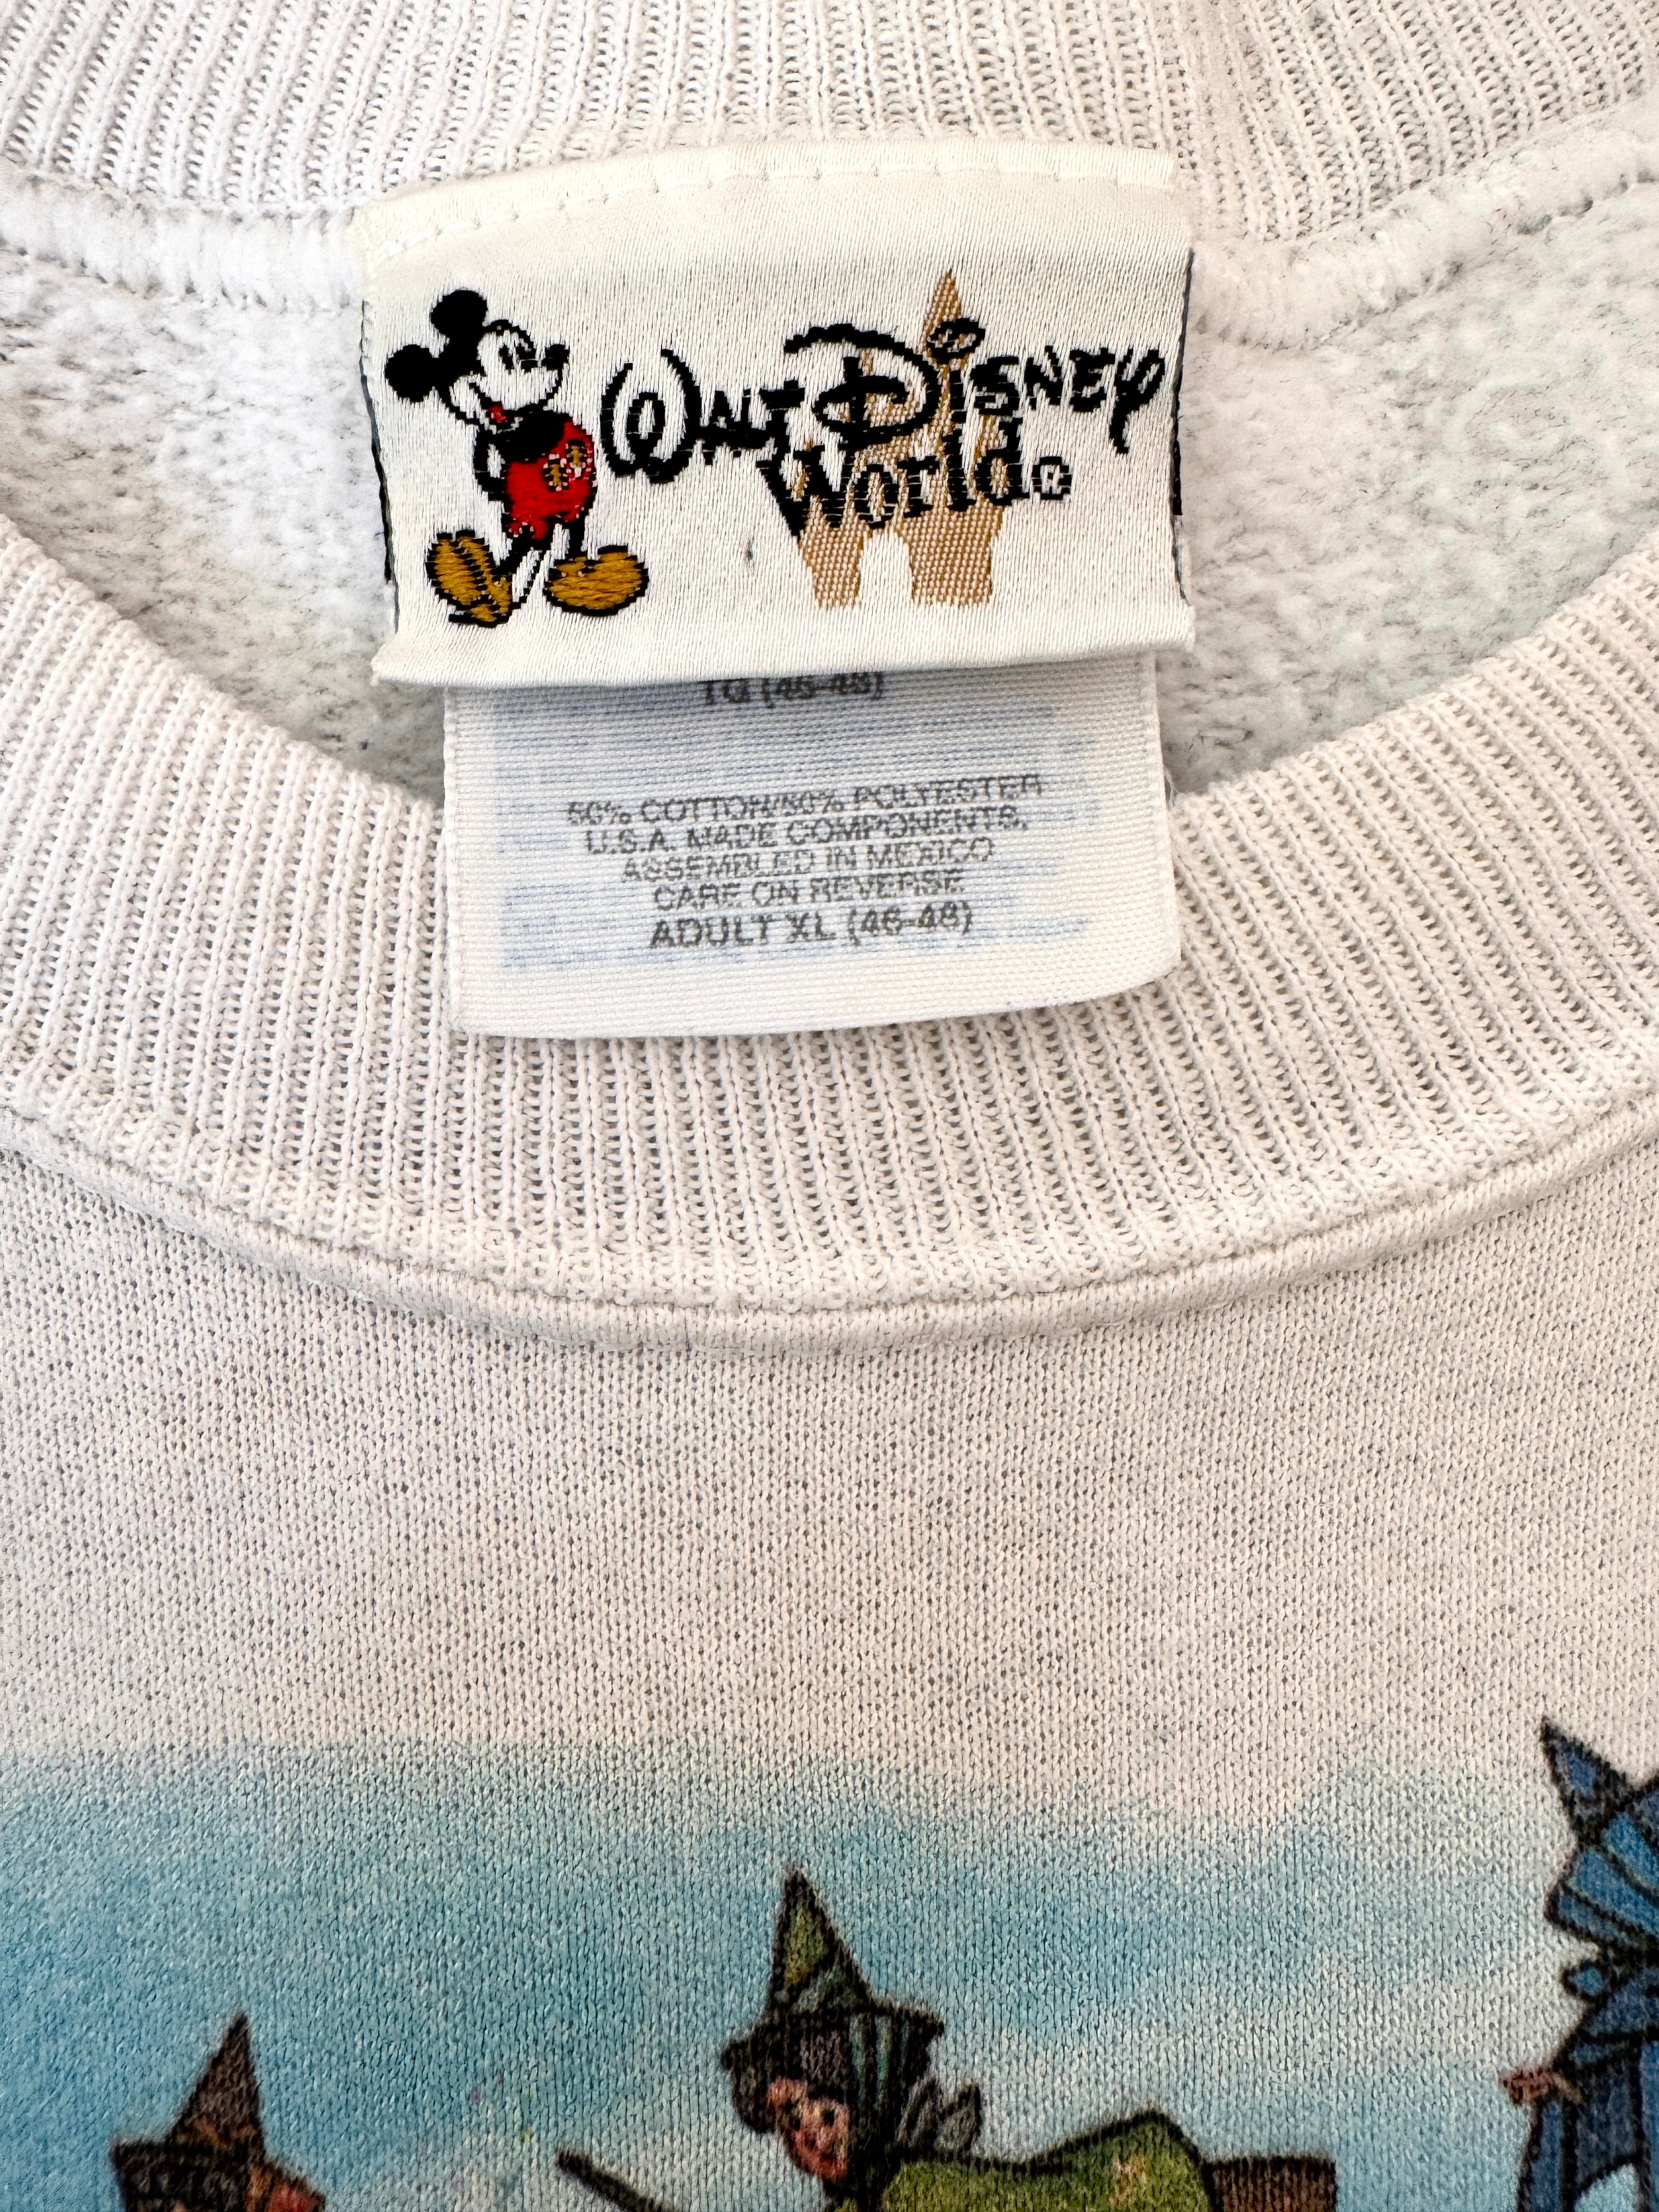 WALT DISNEY
World®
TG (46-48)
50% COTTON/50% POLYESTER
U.S.A. MADE COMPONENTS,
ASSEMBLED IN MEXICO
CARE ON REVERSE
ADULT XL (46-48)